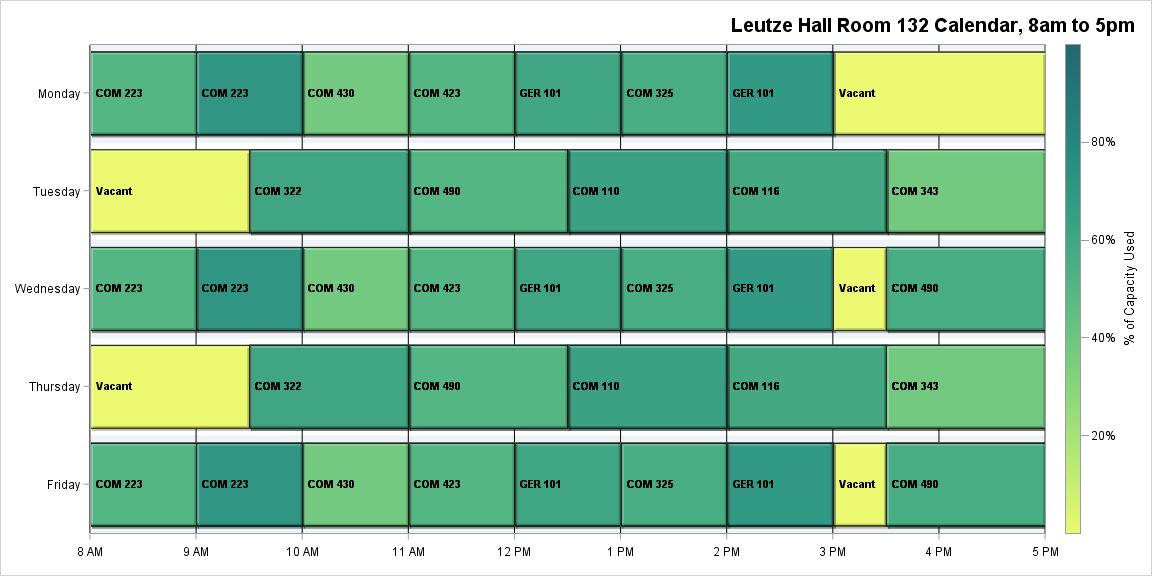 Leutze Hall Room 132 Calendar, 8am to 5pm
Monday
COM 223
COM 223
COM 430
COM 423
GER 101
COM 325
GER 101
Vacant
Tuesday
Vacant
COM 322
COM 490
COM 110
COM 116
COM 343
Wednesday
COM 223
COM 223
COM 430
COM 423
GER 101
COM 325
GER 101
Vacant
COM 490
Thursday
Vacant
COM 322
COM 490
COM 110
COM 116
COM 343
Friday
COM 223
COM 223
COM 430
COM 423
GER 101
COM 325
GER 101
Vacant
COM 490
8 AM
9 AM
10 AM
11 AM
12 PM
1 PM
2 PM
3 PM
4 PM
5 PM
80%
60%
40%
20%
% of Capacity Used